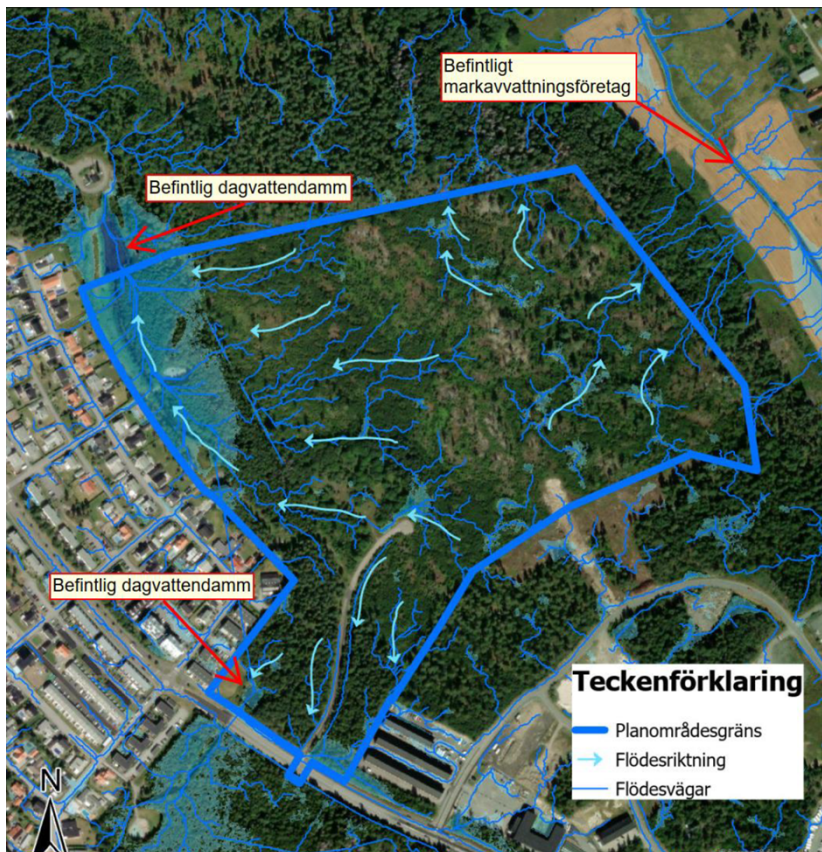 Befintligt
markavvattningsföretag
Befintlig dagvattendamm
Befintlig dagvattendamm
Teckenförklaring
Planområdesgräns
Flödesriktning
Flödesvägar
N